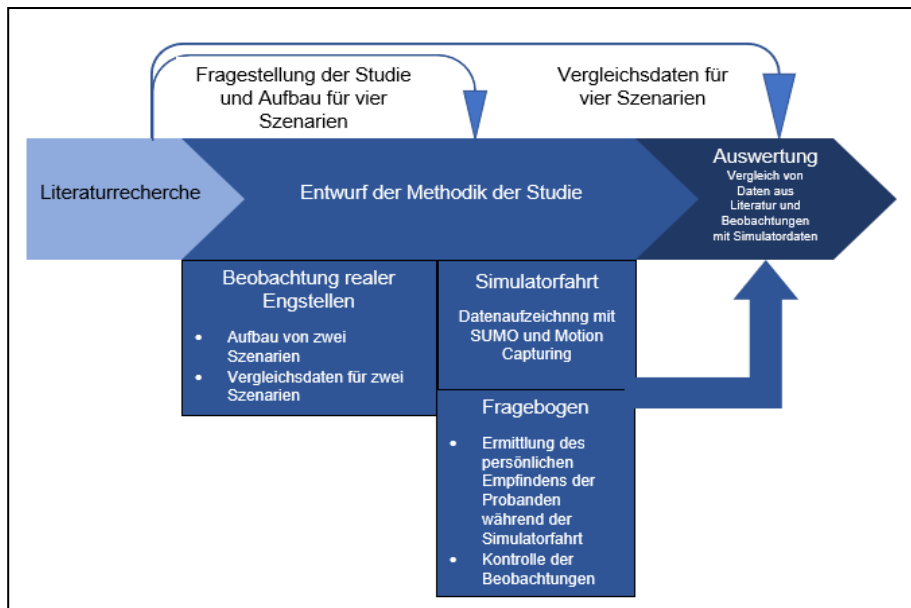 Fragestellung der Studie
und Aufbau für vier
Szenarien
Vergleichsdaten für
vier Szenarien
Literaturrecherche
Entwurf der Methodik der Studie
Auswertung
Vergleich von
Daten aus
Literatur und
Beobachtungen
mit Simulatordaten
Beobachtung realer
Engstellen
• Aufbau von zwei
Szenarien
• Vergleichsdaten für zwei
Szenarien
Simulatorfahrt
Datenaufzeichnng mit
SUMO und Motion
Capturing
Fragebogen
• Ermittlung des
persönlichen
Empfindens der
Probanden
während der
Simulatorfahrt
• Kontrolle der
Beobachtungen